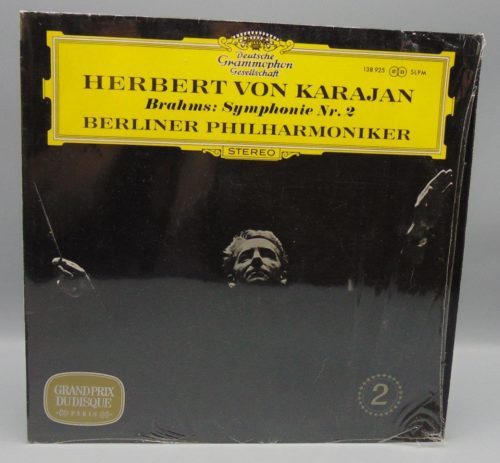 Deutsche
Grammophon
Gesellschaft
138 925 SLPM
HERBERT VON KARAJAN
Brahms: Symphonie Nr. 2
BERLINER PHILHARMONIKER
STEREO
GRAND PRIX
DU DISQUE
PARIS
2